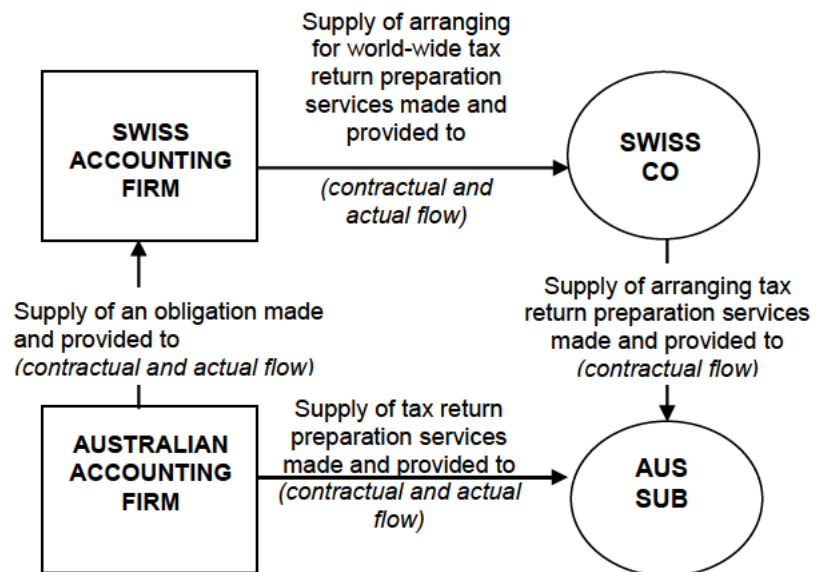 Supply of arranging
for world-wide tax
return preparation
services made and
provided to
SWISS
ACCOUNTING
FIRM
SWISS
CO
(contractual and
actual flow)
Supply of an obligation made
and provided to
(contractual and actual flow)
Supply of arranging tax
return preparation services
made and provided to
(contractual flow)
AUSTRALIAN
ACCOUNTING
FIRM
Supply of tax return
preparation services
made and provided to
(contractual and actual
flow)
AUS
SUB